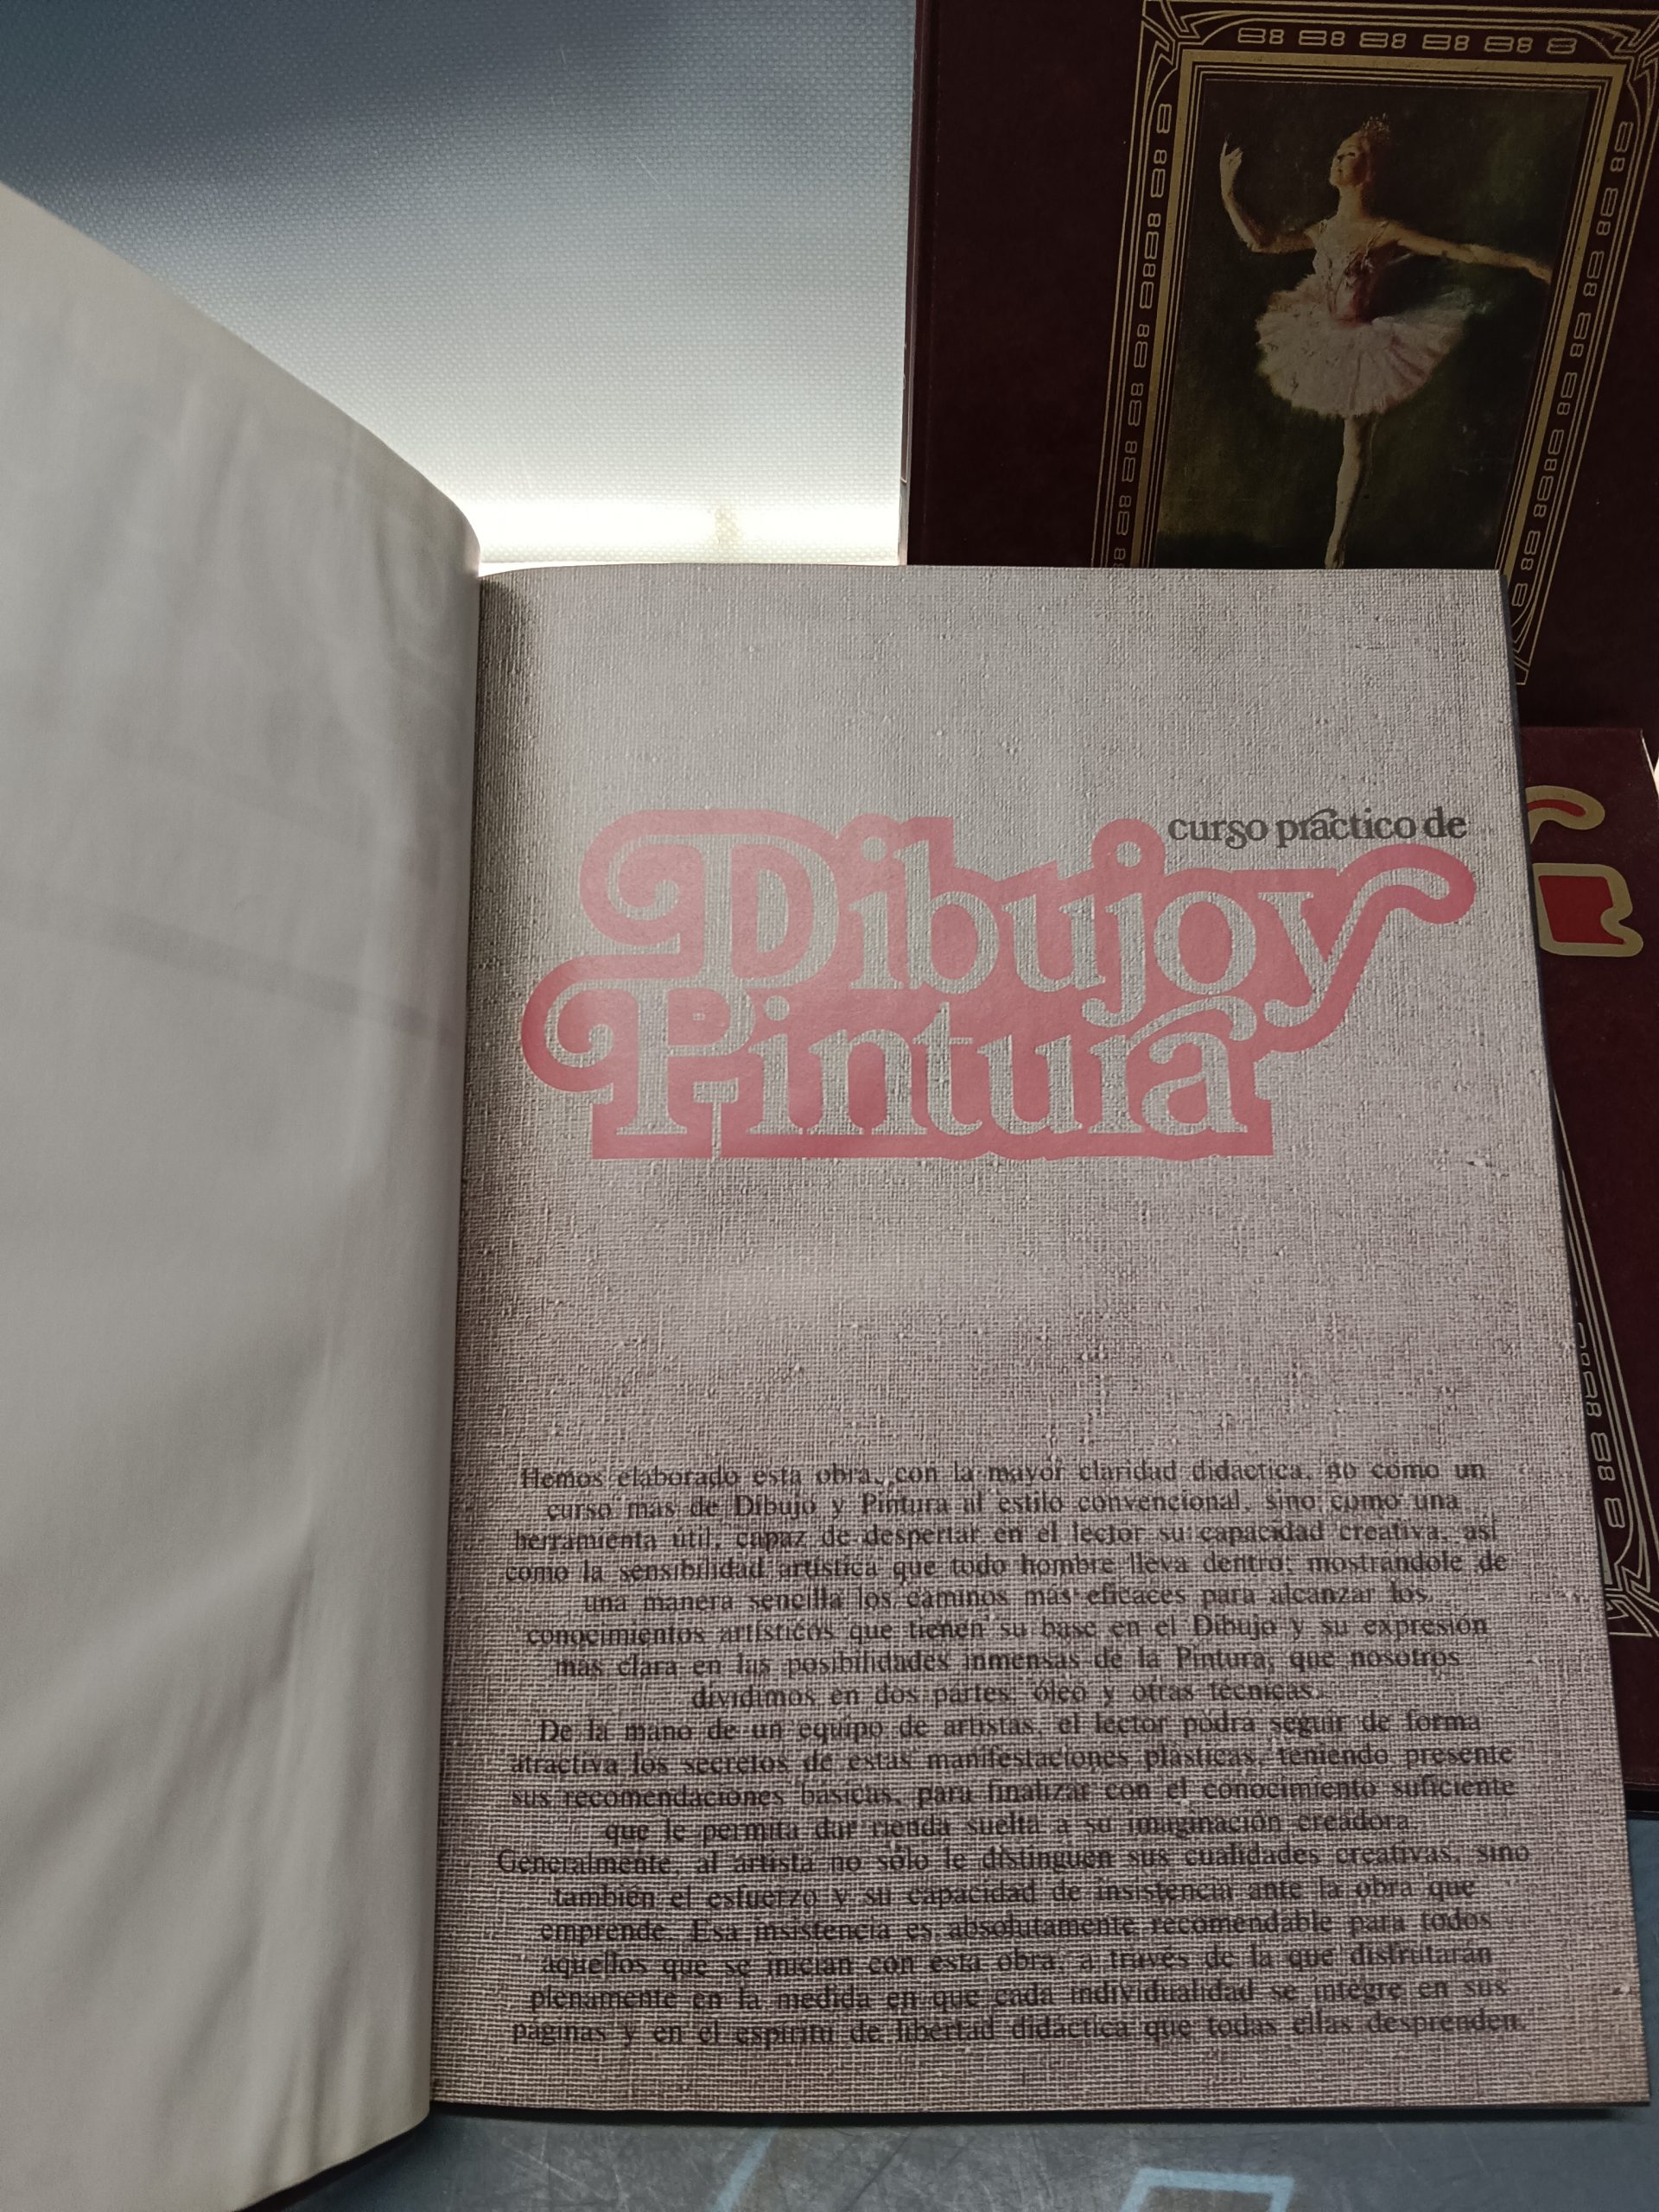 curso práctico de
Dibujo y
Pintura
Hemos elaborado esta obra, con la mayor claridad didáctica, no como un
curso más de Dibujo y Pintura al estilo convencional, sino como una
herramienta útil, capaz de despertar en el lector su capacidad creativa, así
como la sensibilidad artística que todo hombre lleva dentro; mostrándole de
una manera sencilla los caminos más eficaces para alcanzar los
conocimientos artísticos que tienen su base en el Dibujo y su expresión
más clara en las posibilidades inmensas de la Pintura, que nosotros
dividimos en dos partes: óleo y otras técnicas.
De la mano de un equipo de artistas, el lector podrá seguir de forma
atractiva los secretos de estas manifestaciones plásticas, teniendo presente
sus recomendaciones básicas, para finalizar con el conocimiento suficiente
que le permita dar rienda suelta a su imaginación creadora.
Generalmente, al artista no sólo le distinguen sus cualidades creativas, sino
también el esfuerzo y su capacidad de insistencia ante la obra que
emprende. Esa insistencia es absolutamente recomendable para todos
aquellos que se inician con esta obra, a través de la que disfrutarán
plenamente en la medida en que cada individualidad se integre en sus
páginas y en el espíritu de libertad didáctica que todas ellas desprenden.